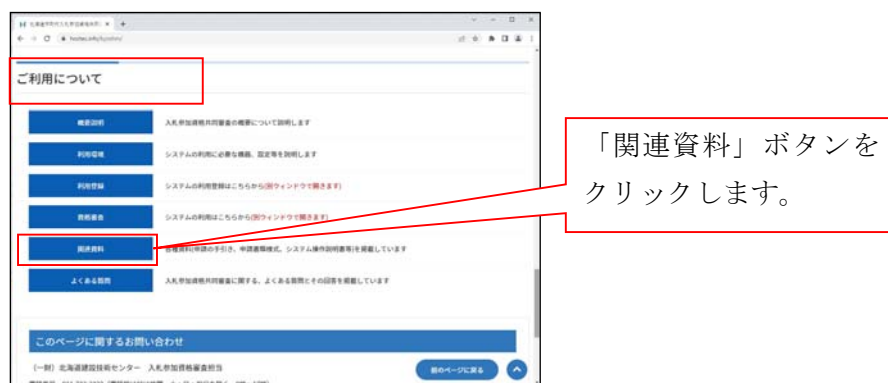 ご利用について
概要説明 入札参加資格共同審査の概要について説明します
利用環境 システムの利用に必要な機器、設定等を説明します
利用登録 システムの利用登録はこちらから(別ウィンドウで開きます)
資格審査 システムの利用はこちらから(別ウィンドウで開きます)
関連資料 各種資料(申請の手引き、申請書類様式、システム操作説明書等)を掲載しています
よくある質問 入札参加資格共同審査に関する、よくある質問とその回答を掲載しています
「関連資料」ボタンを
クリックします。
このページに関するお問い合わせ
(一財) 北海道建設技術センター 入札参加資格審査担当
前のページに戻る